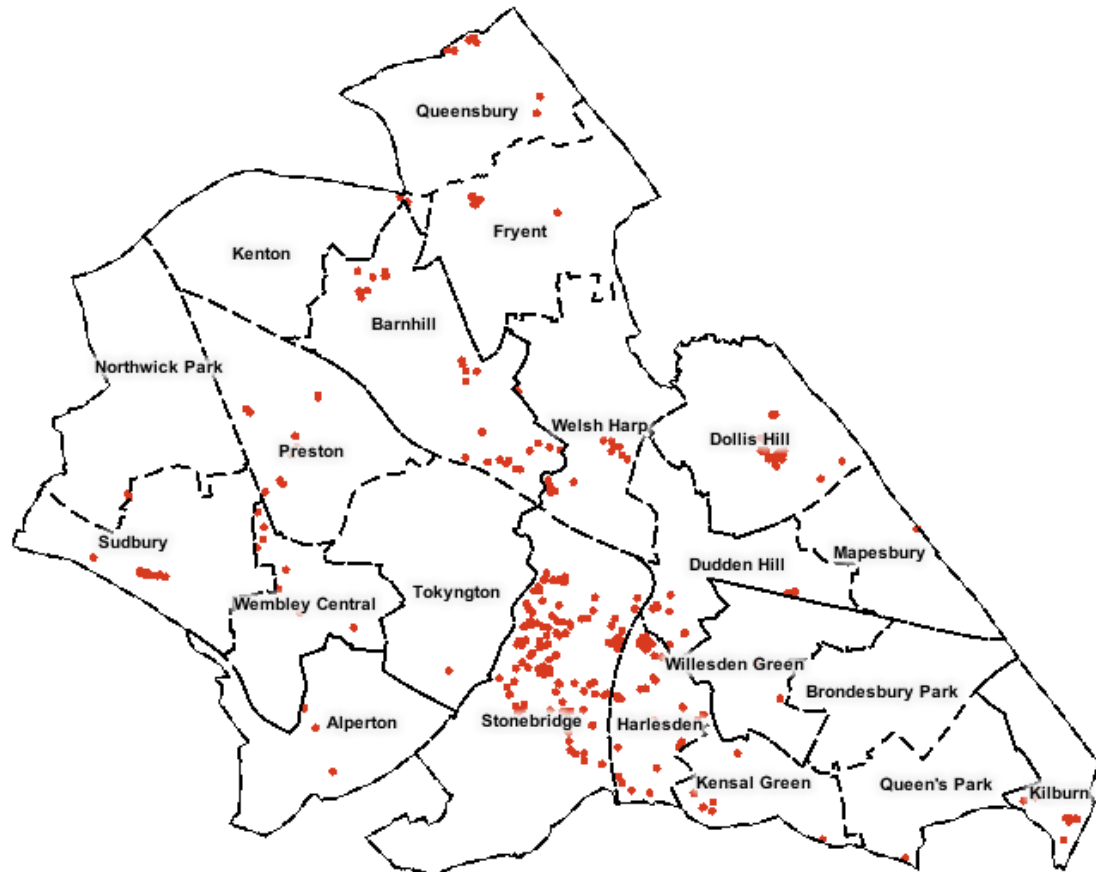 Queensbury
Fryent
Kenton
Barnhill
Northwick Park
Welsh Harp
Dollis Hill
Preston
Sudbury
Mapesbury
Dudden Hill
Tokyngton
Wembley Central
Willesden Green
Brondesbury Park
Alperton
Stonebridge
Harlesden
Kensal Green
Queen's Park
Kilburn